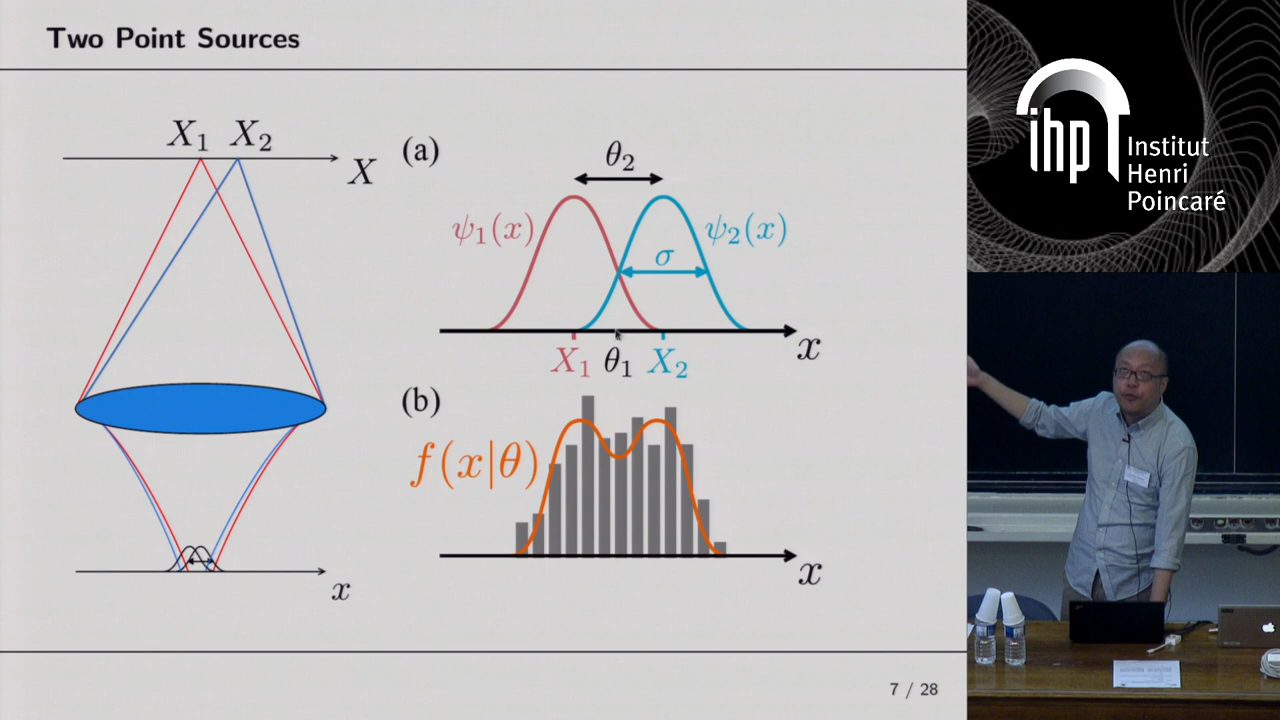 Two Point Sources
X₁ X₂
X
x
(a)
θ₂
ψ₁(x)
ψ₂(x)
σ
X₁ θ₁ X₂
x
(b)
f(x|θ)
x
7 / 28
ihp Institut
Henri
Poincaré